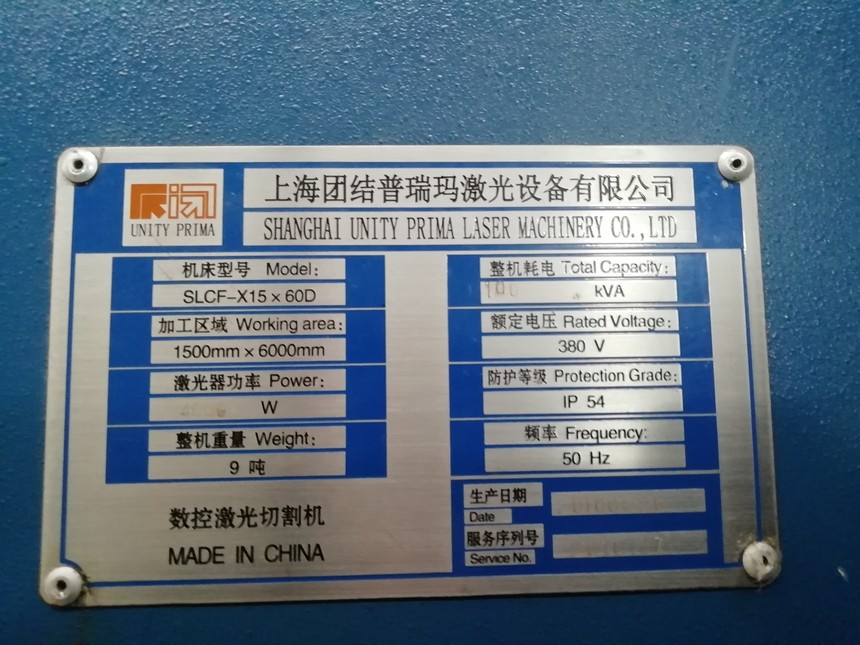 UNITY PRIMA
上海团结普瑞玛激光设备有限公司
SHANGHAI UNITY PRIMA LASER MACHINERY CO.,LTD
机床型号 Model:
SLCF-X15×60D
加工区域 Working area:
1500mm×6000mm
激光器功率 Power:
W
整机重量 Weight:
9 吨
数控激光切割机
MADE IN CHINA
整机耗电 Total Capacity:
kVA
额定电压 Rated Voltage:
380 V
防护等级 Protection Grade:
IP 54
频率 Frequency:
50 Hz
生产日期
Date
服务序列号
Service No.